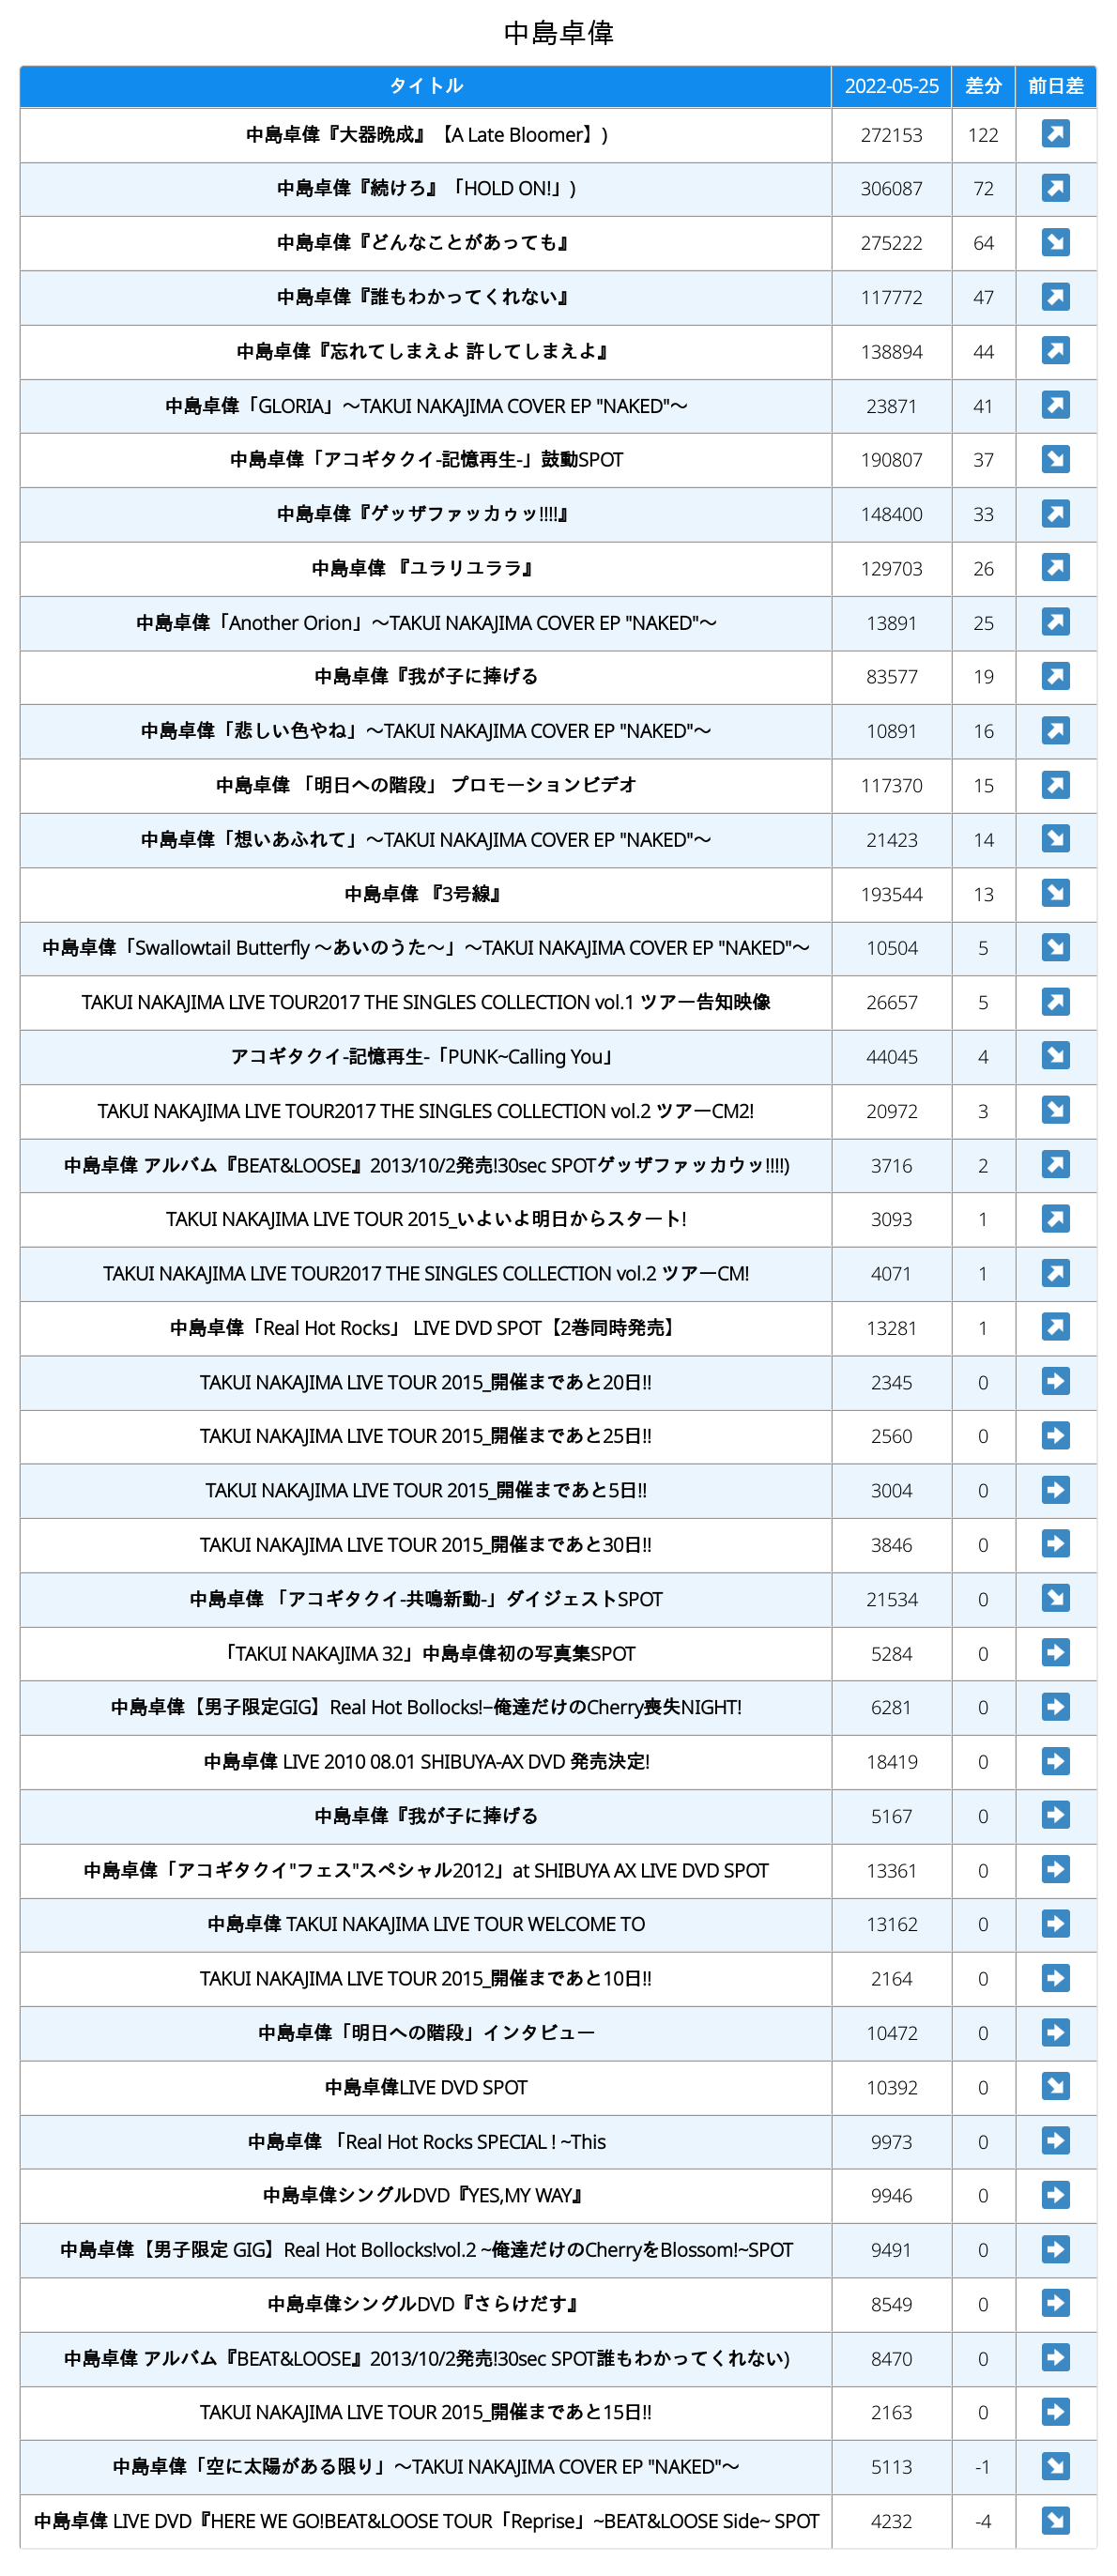 中島卓偉
タイトル 2022-05-25 差分 前日差
中島卓偉『大器晩成』【A Late Bloomer】) 272153 122 ↗
中島卓偉『続けろ』「HOLD ON!」) 306087 72 ↗
中島卓偉『どんなことがあっても』 275222 64 ↘
中島卓偉『誰もわかってくれない』 117772 47 ↗
中島卓偉『忘れてしまえよ 許してしまえよ』 138894 44 ↗
中島卓偉「GLORIA」〜TAKUI NAKAJIMA COVER EP "NAKED"〜 23871 41 ↗
中島卓偉「アコギタクイ-記憶再生-」鼓動SPOT 190807 37 ↘
中島卓偉『ゲッザファッカゥッ!!!!』 148400 33 ↗
中島卓偉 『ユラリユララ』 129703 26 ↗
中島卓偉「Another Orion」〜TAKUI NAKAJIMA COVER EP "NAKED"〜 13891 25 ↗
中島卓偉『我が子に捧げる 83577 19 ↗
中島卓偉「悲しい色やね」〜TAKUI NAKAJIMA COVER EP "NAKED"〜 10891 16 ↗
中島卓偉 「明日への階段」 プロモーションビデオ 117370 15 ↗
中島卓偉「想いあふれて」〜TAKUI NAKAJIMA COVER EP "NAKED"〜 21423 14 ↘
中島卓偉 『3号線』 193544 13 ↘
中島卓偉「Swallowtail Butterfly 〜あいのうた〜」〜TAKUI NAKAJIMA COVER EP "NAKED"〜 10504 5 ↘
TAKUI NAKAJIMA LIVE TOUR2017 THE SINGLES COLLECTION vol.1 ツアー告知映像 26657 5 ↗
アコギタクイ-記憶再生-「PUNK~Calling You」 44045 4 ↘
TAKUI NAKAJIMA LIVE TOUR2017 THE SINGLES COLLECTION vol.2 ツアーCM2! 20972 3 ↘
中島卓偉 アルバム『BEAT&LOOSE』2013/10/2発売!30sec SPOTゲッザファッカウッ!!!!) 3716 2 ↗
TAKUI NAKAJIMA LIVE TOUR 2015_いよいよ明日からスタート! 3093 1 ↗
TAKUI NAKAJIMA LIVE TOUR2017 THE SINGLES COLLECTION vol.2 ツアーCM! 4071 1 ↗
中島卓偉「Real Hot Rocks」 LIVE DVD SPOT【2巻同時発売】 13281 1 ↗
TAKUI NAKAJIMA LIVE TOUR 2015_開催まであと20日!! 2345 0 ➡
TAKUI NAKAJIMA LIVE TOUR 2015_開催まであと25日!! 2560 0 ➡
TAKUI NAKAJIMA LIVE TOUR 2015_開催まであと5日!! 3004 0 ➡
TAKUI NAKAJIMA LIVE TOUR 2015_開催まであと30日!! 3846 0 ➡
中島卓偉 「アコギタクイ-共鳴新動-」ダイジェストSPOT 21534 0 ↘
「TAKUI NAKAJIMA 32」中島卓偉初の写真集SPOT 5284 0 ➡
中島卓偉【男子限定GIG】Real Hot Bollocks!−俺達だけのCherry喪失NIGHT! 6281 0 ➡
中島卓偉 LIVE 2010 08.01 SHIBUYA-AX DVD 発売決定! 18419 0 ➡
中島卓偉『我が子に捧げる 5167 0 ➡
中島卓偉「アコギタクイ"フェス"スペシャル2012」at SHIBUYA AX LIVE DVD SPOT 13361 0 ➡
中島卓偉 TAKUI NAKAJIMA LIVE TOUR WELCOME TO 13162 0 ➡
TAKUI NAKAJIMA LIVE TOUR 2015_開催まであと10日!! 2164 0 ➡
中島卓偉「明日への階段」インタビュー 10472 0 ➡
中島卓偉LIVE DVD SPOT 10392 0 ↘
中島卓偉 「Real Hot Rocks SPECIAL ! ~This 9973 0 ➡
中島卓偉シングルDVD『YES,MY WAY』 9946 0 ➡
中島卓偉【男子限定 GIG】Real Hot Bollocks!vol.2 ~俺達だけのCherryをBlossom!~SPOT 9491 0 ➡
中島卓偉シングルDVD『さらけだす』 8549 0 ➡
中島卓偉 アルバム『BEAT&LOOSE』2013/10/2発売!30sec SPOT誰もわかってくれない) 8470 0 ➡
TAKUI NAKAJIMA LIVE TOUR 2015_開催まであと15日!! 2163 0 ➡
中島卓偉「空に太陽がある限り」〜TAKUI NAKAJIMA COVER EP "NAKED"〜 5113 -1 ↘
中島卓偉 LIVE DVD『HERE WE GO!BEAT&LOOSE TOUR「Reprise」~BEAT&LOOSE Side~ SPOT 4232 -4 ↘